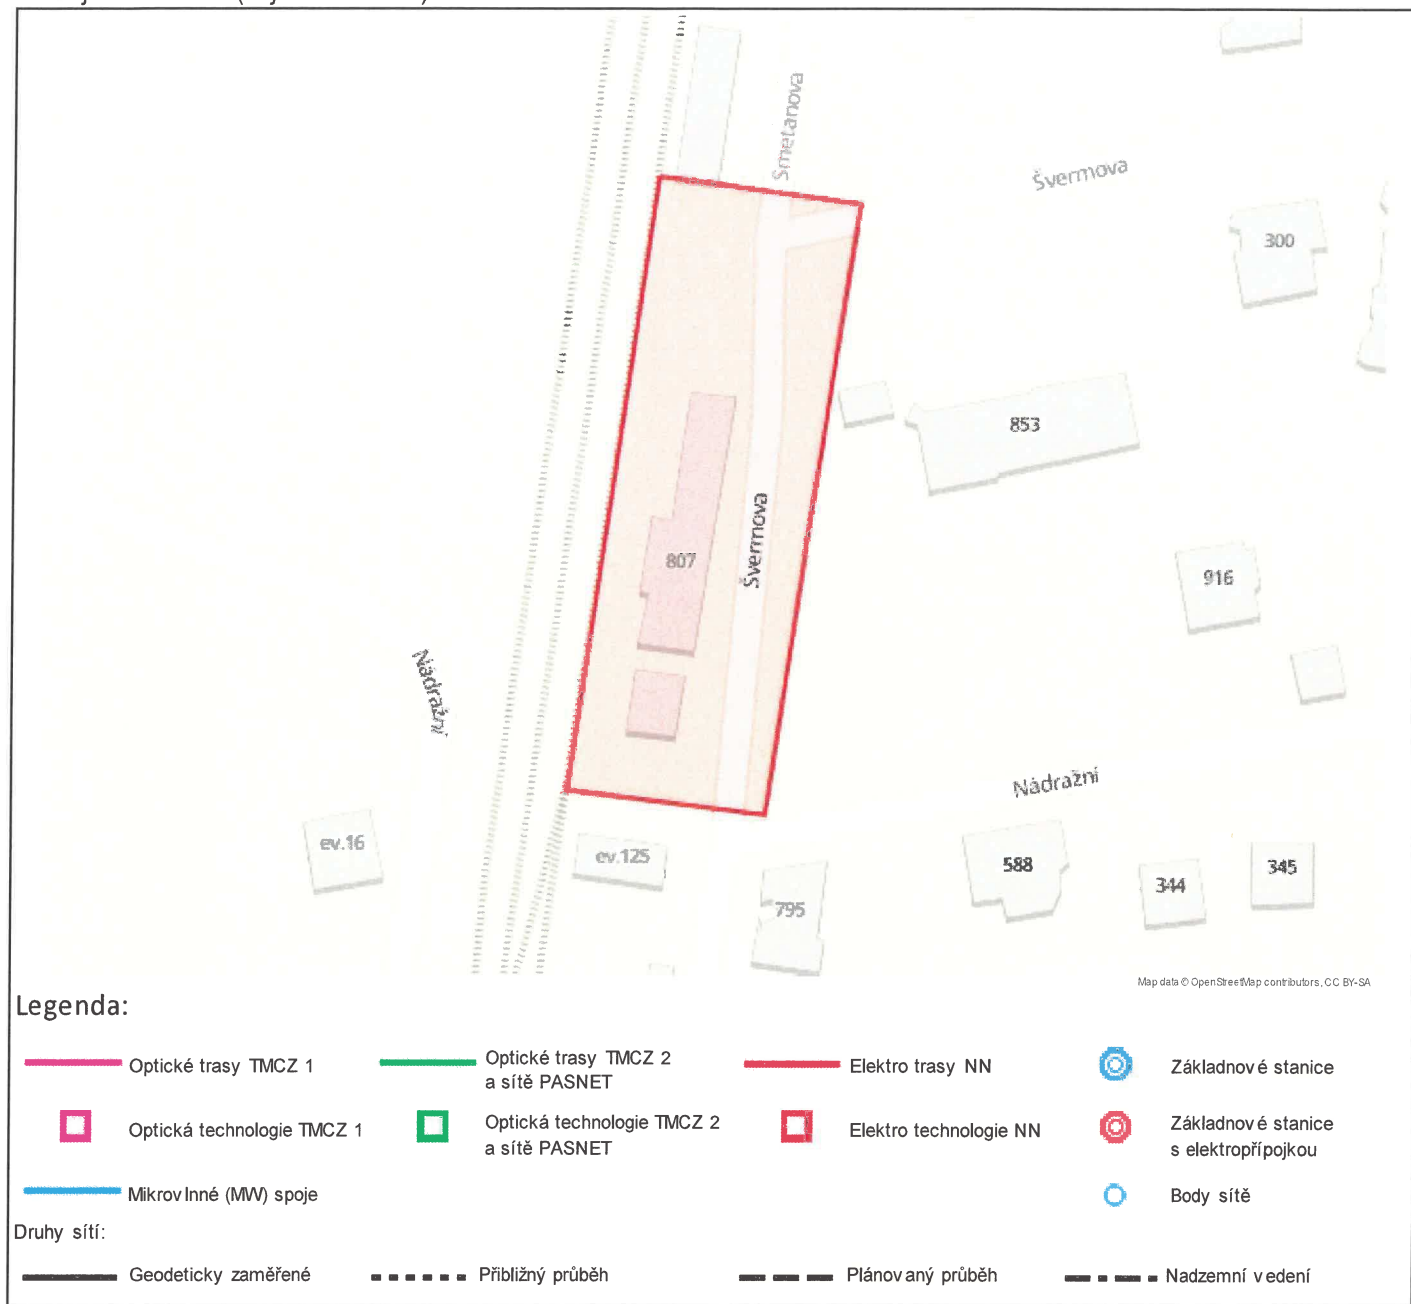 Smetanova
Švermova
300
853
807
Švermova
916
Nádražní
Nádražní
ev.16
ev.125
795
588
344
345
Map data © OpenStreetMap contributors, CC BY-SA
Legenda:
Optické trasy TMCZ 1
Optické trasy TMCZ 2
a sítě PASNET
Elektro trasy NN
Základnové stanice
Optická technologie TMCZ 1
Optická technologie TMCZ 2
a sítě PASNET
Elektro technologie NN
Základnové stanice
s elektropřípojkou
Mikrovlnné (MW) spoje
Body sítě
Druhy sítí:
Geodeticky zaměřené
Přibližný průběh
Plánovaný průběh
Nadzemní vedení